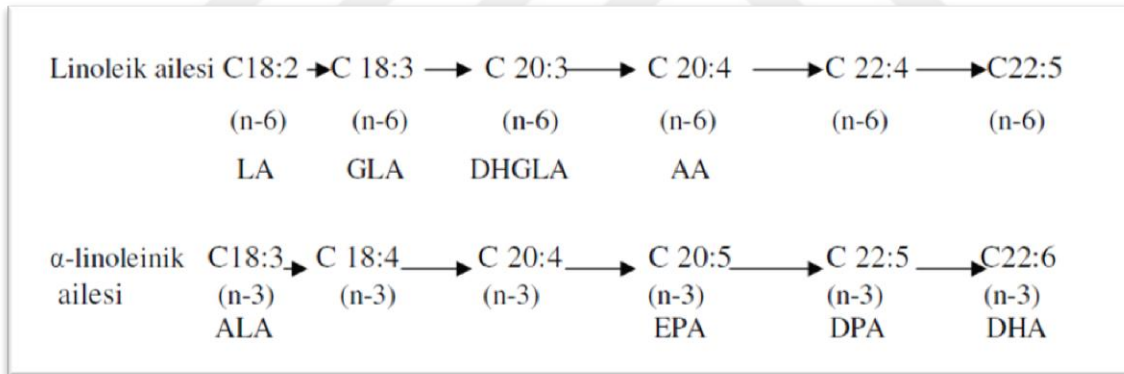 Linoleik ailesi C18:2 → C 18:3 → C 20:3 → C 20:4 → C 22:4 → C22:5
(n-6) (n-6) (n-6) (n-6) (n-6) (n-6)
LA GLA DHGLA AA
α-linoleinik C18:3 → C 18:4 → C 20:4 → C 20:5 → C 22:5 → C22:6
ailesi (n-3) (n-3) (n-3) (n-3) (n-3) (n-3)
ALA EPA DPA DHA